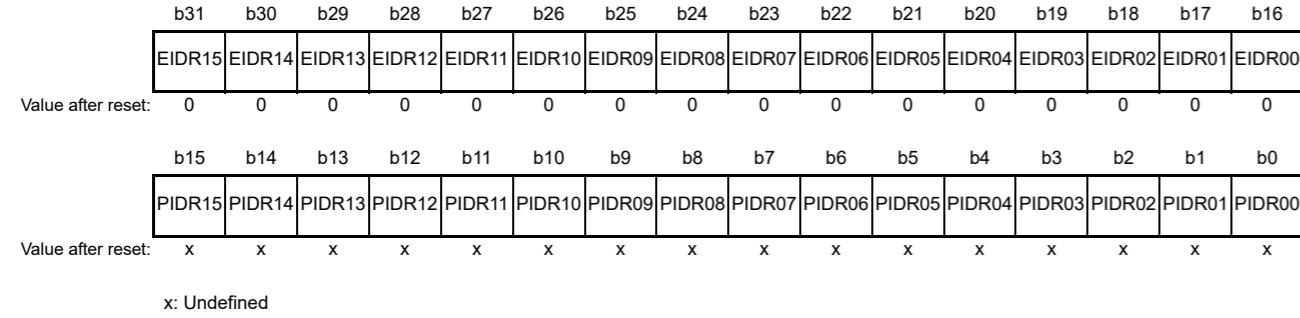 b31 b30 b29 b28 b27 b26 b25 b24 b23 b22 b21 b20 b19 b18 b17 b16
EIDR15 EIDR14 EIDR13 EIDR12 EIDR11 EIDR10 EIDR09 EIDR08 EIDR07 EIDR06 EIDR05 EIDR04 EIDR03 EIDR02 EIDR01 EIDR00
Value after reset: 0 0 0 0 0 0 0 0 0 0 0 0 0 0 0 0
b15 b14 b13 b12 b11 b10 b9 b8 b7 b6 b5 b4 b3 b2 b1 b0
PIDR15 PIDR14 PIDR13 PIDR12 PIDR11 PIDR10 PIDR09 PIDR08 PIDR07 PIDR06 PIDR05 PIDR04 PIDR03 PIDR02 PIDR01 PIDR00
Value after reset: x x x x x x x x x x x x x x x x
x: Undefined